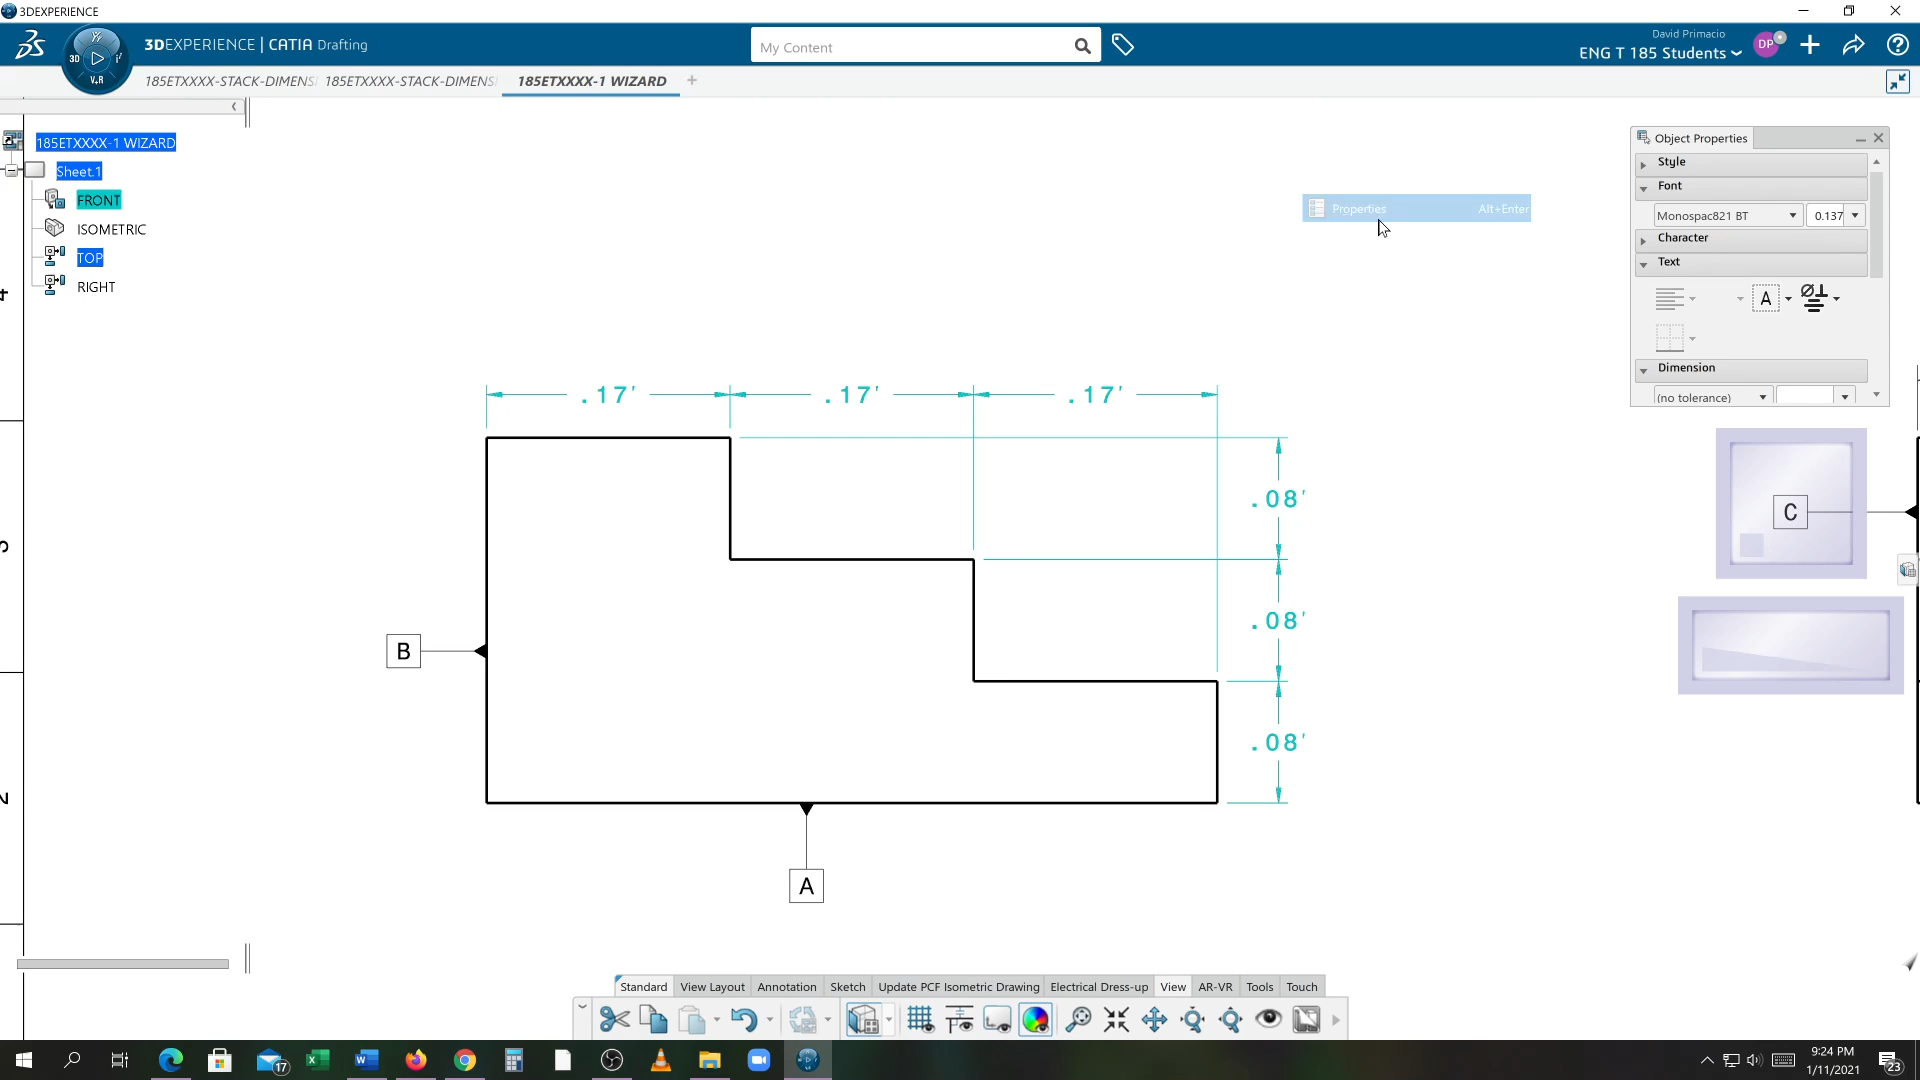 3DEXPERIENCE
3DEXPERIENCE | CATIA Drafting
My Content
David Primacio
ENG T 185 Students
DP
3D
V.R
185ETXXXX-STACK-DIMENS
185ETXXXX-STACK-DIMENS
185ETXXXX-1 WIZARD
185ETXXXX-1 WIZARD
Sheet.1
FRONT
ISOMETRIC
TOP
RIGHT
4
3
2
Properties Alt+Enter
Object Properties
Style
Font
Monospac821 BT 0.137
Character
Text
A
Dimension
(no tolerance)
.17' .17' .17'
.08'
.08'
.08'
B
A
C
Standard View Layout Annotation Sketch Update PCF Isometric Drawing Electrical Dress-up View AR-VR Tools Touch
17
9:24 PM
1/11/2021
23